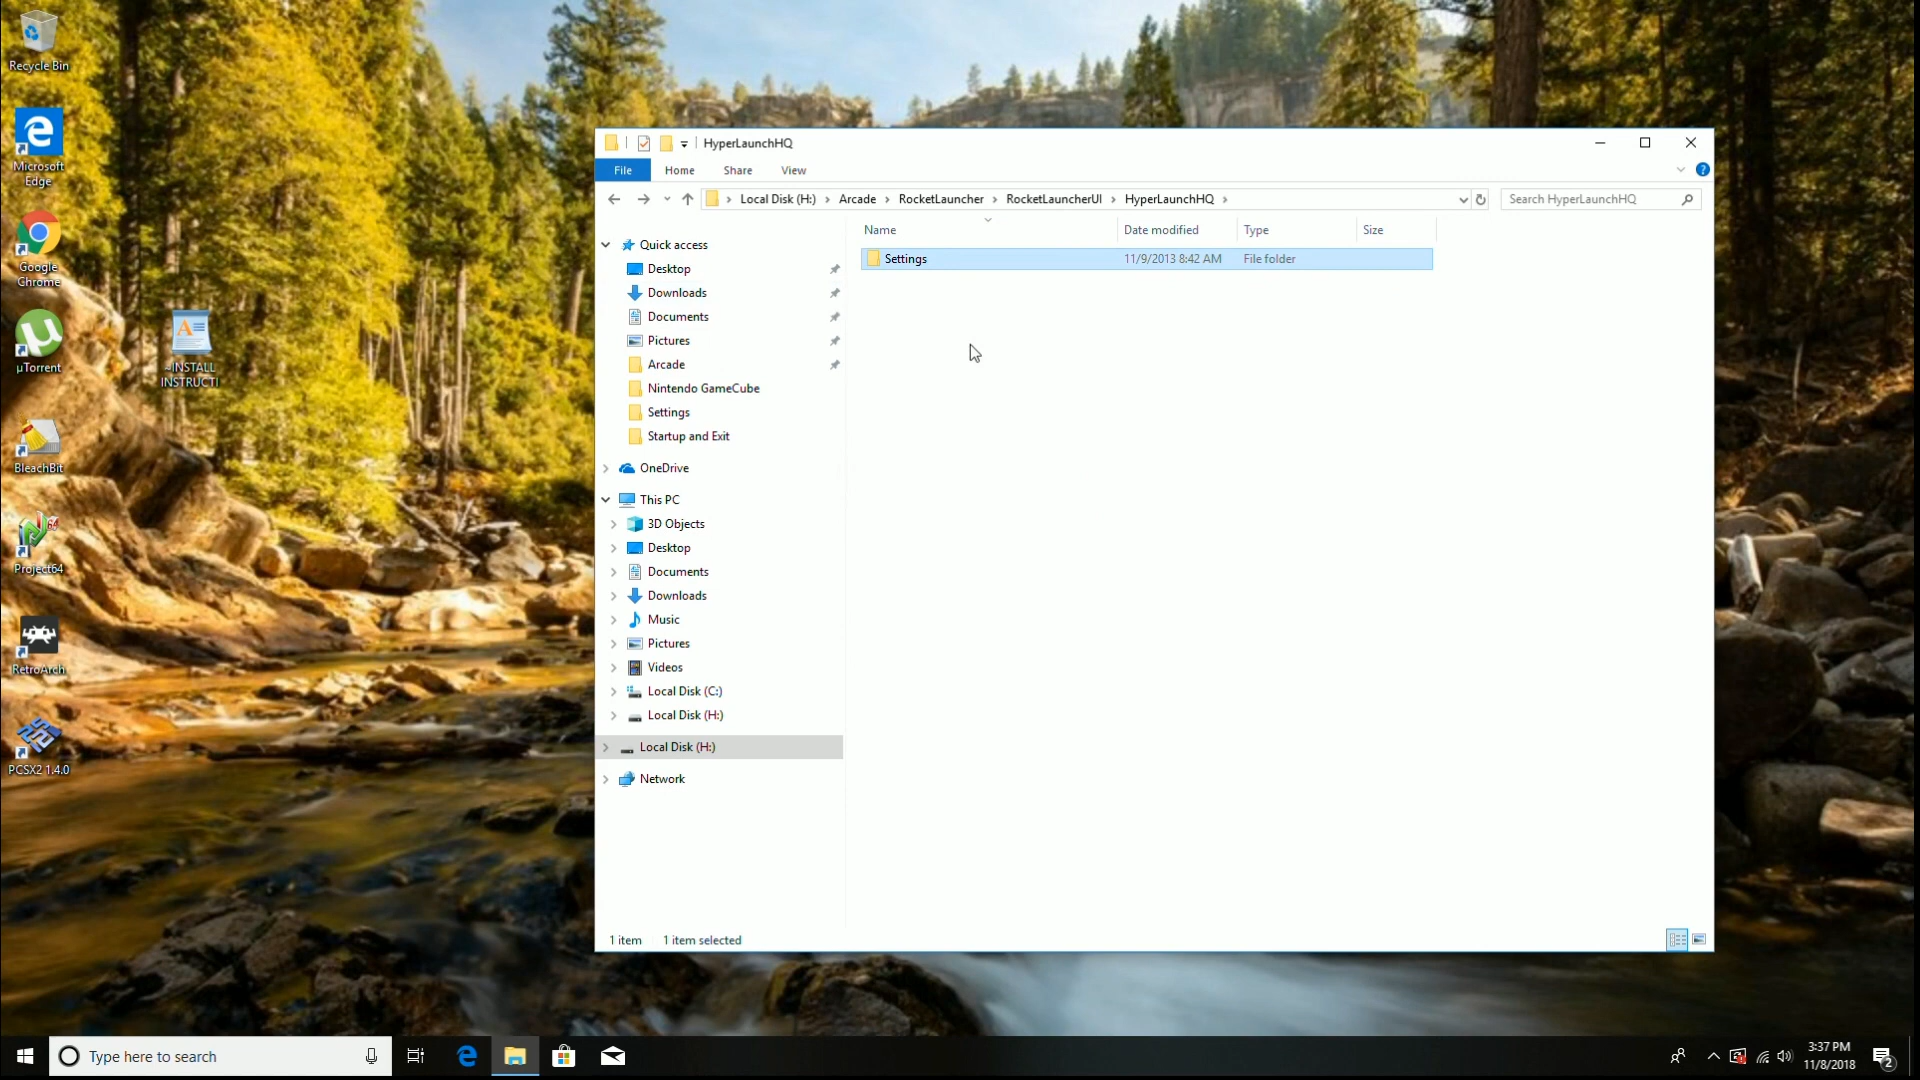 Recycle Bin
Microsoft
Edge
Google
Chrome
µTorrent
~INSTALL
INSTRUCTI
BleachBit
Project64
RetroArch
PCSX2 1.4.0
HyperLaunchHQ
File
Home
Share
View
Local Disk (H:) › Arcade › RocketLauncher › RocketLauncherUI › HyperLaunchHQ ›
Search HyperLaunchHQ
Name
Date modified
Type
Size
Settings
11/9/2013 8:42 AM
File folder
Quick access
Desktop
Downloads
Documents
Pictures
Arcade
Nintendo GameCube
Settings
Startup and Exit
OneDrive
This PC
3D Objects
Desktop
Documents
Downloads
Music
Pictures
Videos
Local Disk (C:)
Local Disk (H:)
Local Disk (H:)
Network
1 item
1 item selected
Type here to search
3:37 PM
11/8/2018
2